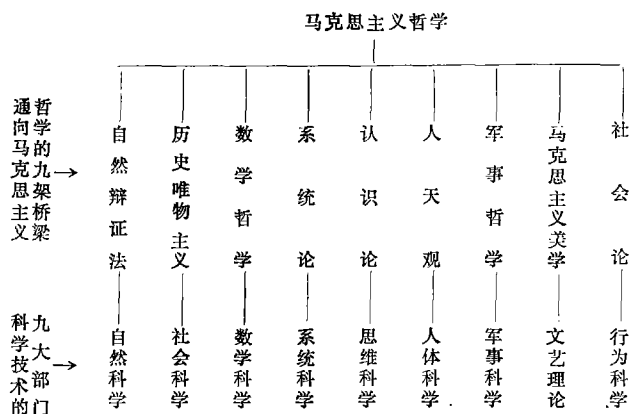 马克思主义哲学
通向马克思主义
哲学的九架桥梁
自然辩证法
历史唯物主义
数学哲学
系统论
认识论
人天观
军事哲学
马克思主义美学
社会论
科学技术的
九大部门
自然科学
社会科学
数学科学
系统科学
思维科学
人体科学
军事科学
文艺理论
行为科学